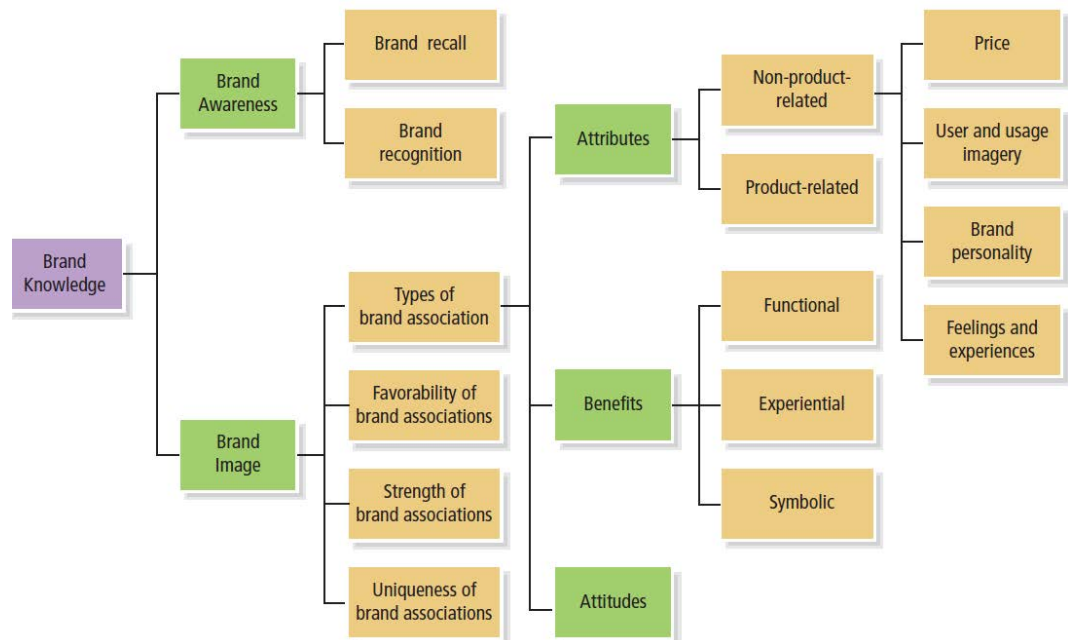 Brand
Knowledge
Brand
Awareness
Brand recall
Brand
recognition
Brand
Image
Types of
brand association
Favorability of
brand associations
Strength of
brand associations
Uniqueness of
brand associations
Attributes
Non-product-
related
Product-related
Price
User and usage
imagery
Brand
personality
Feelings and
experiences
Benefits
Functional
Experiential
Symbolic
Attitudes